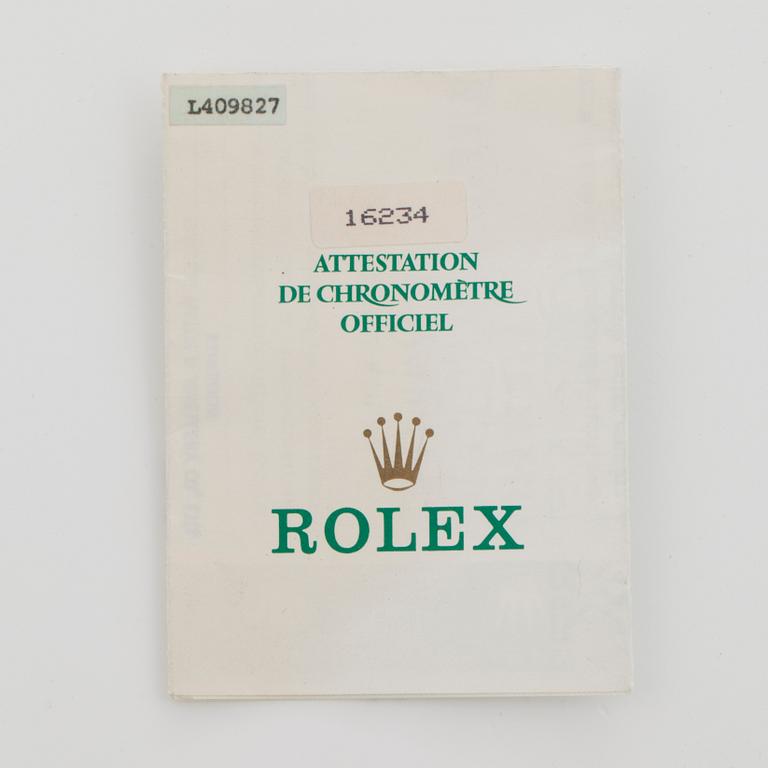 L409827
16234
ATTESTATION
DE CHRONOMÈTRE
OFFICIEL
ROLEX